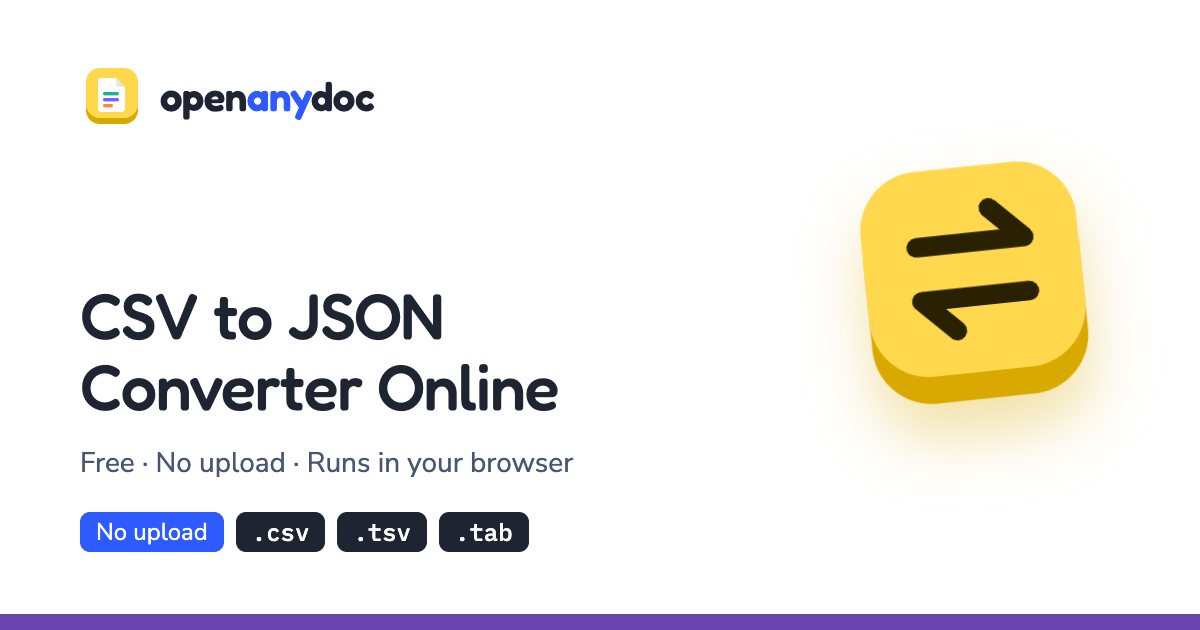 openanydoc
CSV to JSON
Converter Online
Free · No upload · Runs in your browser
No upload .csv .tsv .tab